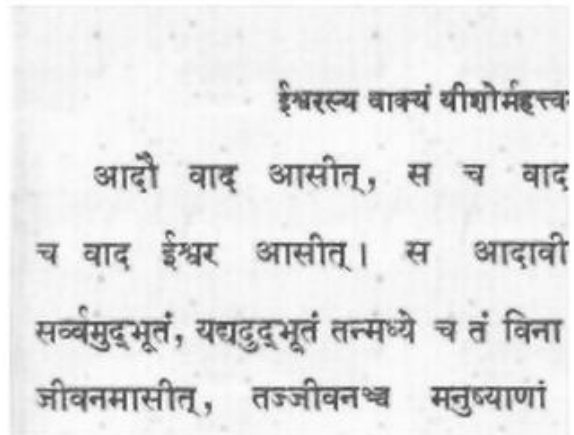 ईश्वरस्य वाक्यं यीशोर्महत्त्व
आदौ वाद आसीत्, स च वाद
च वाद ईश्वर आसीत्। स आदावी
सर्व्वमुद्भूतं, यद्यदुद्भूतं तन्मध्ये च तं विना
जीवनमासीत्, तज्जीवनञ्च मनुष्याणां